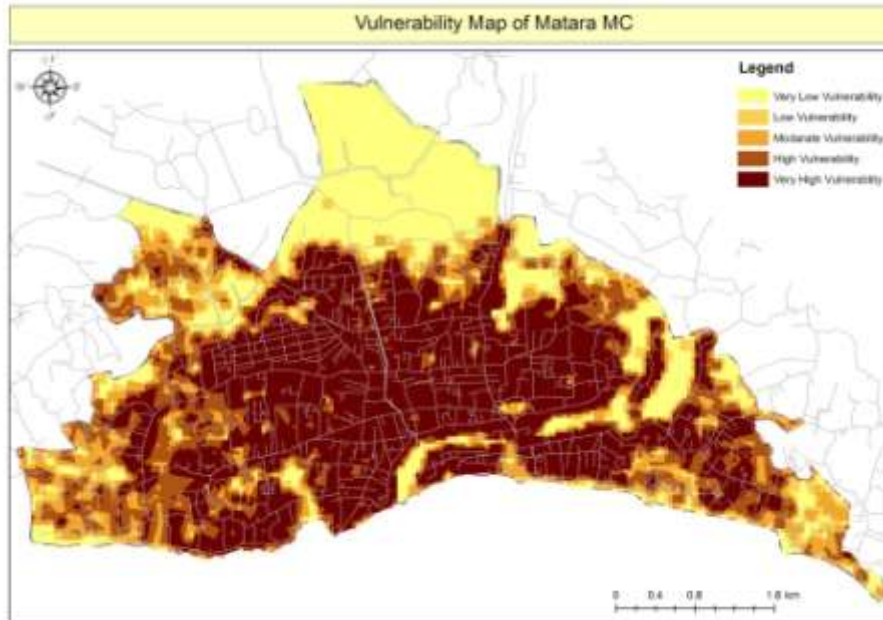 Vulnerability Map of Matara MC
Legend
Very Low Vulnerability
Low Vulnerability
Moderate Vulnerability
High Vulnerability
Very High Vulnerability
0 0.4 0.8 1.6 km